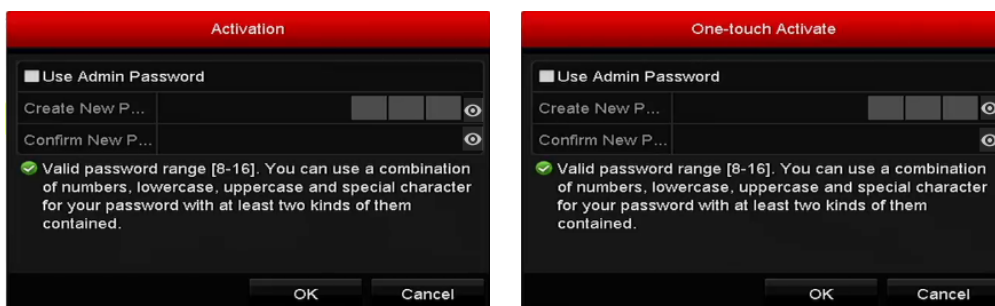 Activation
Use Admin Password
Create New P...
Confirm New P...
Valid password range [8-16]. You can use a combination
of numbers, lowercase, uppercase and special character
for your password with at least two kinds of them
contained.
OK
Cancel
One-touch Activate
Use Admin Password
Create New P...
Confirm New P...
Valid password range [8-16]. You can use a combination
of numbers, lowercase, uppercase and special character
for your password with at least two kinds of them
contained.
OK
Cancel